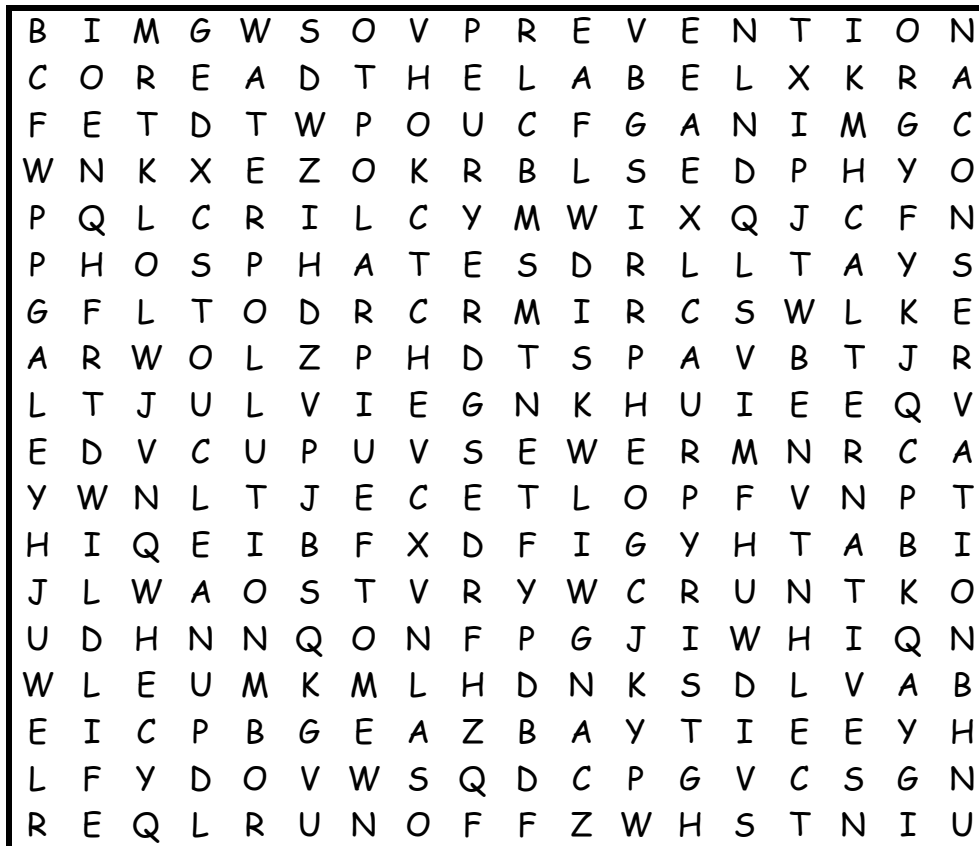 B I M G W S O V P R E V E N T I O N
C O R E A D T H E L A B E L X K R A
F E T D T W P O U C F G A N I M G C
W N K X E Z O K R B L S E D P H Y O
P Q L C R I L C Y M W I X Q J C F N
P H O S P H A T E S D R L L T A Y S
G F L T O D R C R M I R C S W L K E
A R W O L Z P H D T S P A V B T J R
L T J U L V I E G N K H U I E E Q V
E D V C U P U V S E W E R M N R C A
Y W N L T J E C E T L O P F V N P T
H I Q E I B F X D F I G Y H T A B I
J L W A O S T V R Y W C R U N T K O
U D H N N Q O N F P G J I W H I Q N
W L E U M K M L H D N K S D L V A B
E I C P B G E A Z B A Y T I E E Y H
L F Y D O V W S Q D C P G V C S G N
R E Q L R U N O F F Z W H S T N I U